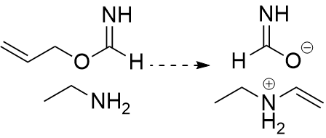 NH NH
O H H O⊖
NH₂ ⊕
N
H₂